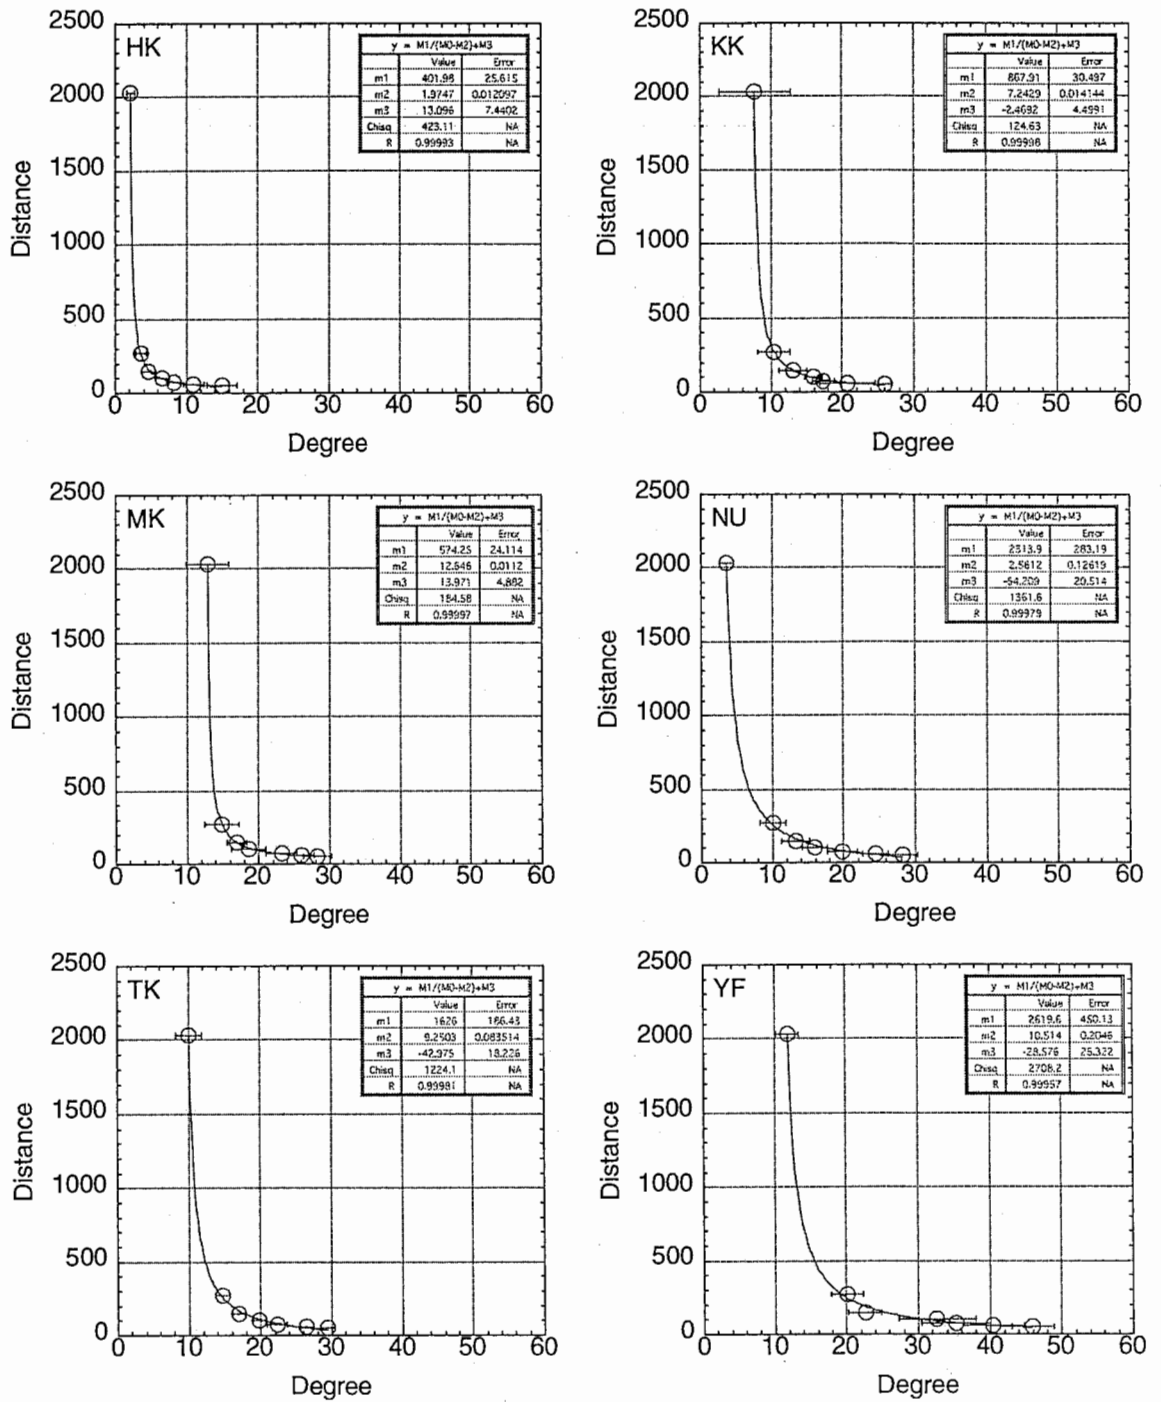 HK
y = M1/(M0-M2)+M3
Value Error
m1 401.98 25.615
m2 1.9747 0.012097
m3 13.096 7.4402
Chisq 423.11 NA
R 0.99993 NA
2500
2000
1500
1000
500
0
Distance
0 10 20 30 40 50 60
Degree
KK
y = M1/(M0-M2)+M3
Value Error
m1 867.91 30.497
m2 7.2429 0.014144
m3 -2.4692 4.4991
Chisq 124.63 NA
R 0.99998 NA
2500
2000
1500
1000
500
0
Distance
0 10 20 30 40 50 60
Degree
MK
y = M1/(M0-M2)+M3
Value Error
m1 574.25 24.114
m2 12.646 0.0112
m3 13.971 4.882
Chisq 184.58 NA
R 0.99997 NA
2500
2000
1500
1000
500
0
Distance
0 10 20 30 40 50 60
Degree
NU
y = M1/(M0-M2)+M3
Value Error
m1 2313.9 283.19
m2 2.5612 0.12619
m3 -54.209 20.514
Chisq 1361.6 NA
R 0.99979 NA
2500
2000
1500
1000
500
0
Distance
0 10 20 30 40 50 60
Degree
TK
y = M1/(M0-M2)+M3
Value Error
m1 1626 166.43
m2 9.2503 0.083514
m3 -42.975 18.226
Chisq 1224.1 NA
R 0.99981 NA
2500
2000
1500
1000
500
0
Distance
0 10 20 30 40 50 60
Degree
YF
y = M1/(M0-M2)+M3
Value Error
m1 2619.6 450.13
m2 10.514 0.2046
m3 -28.576 25.322
Chisq 2708.2 NA
R 0.99957 NA
2500
2000
1500
1000
500
0
Distance
0 10 20 30 40 50 60
Degree